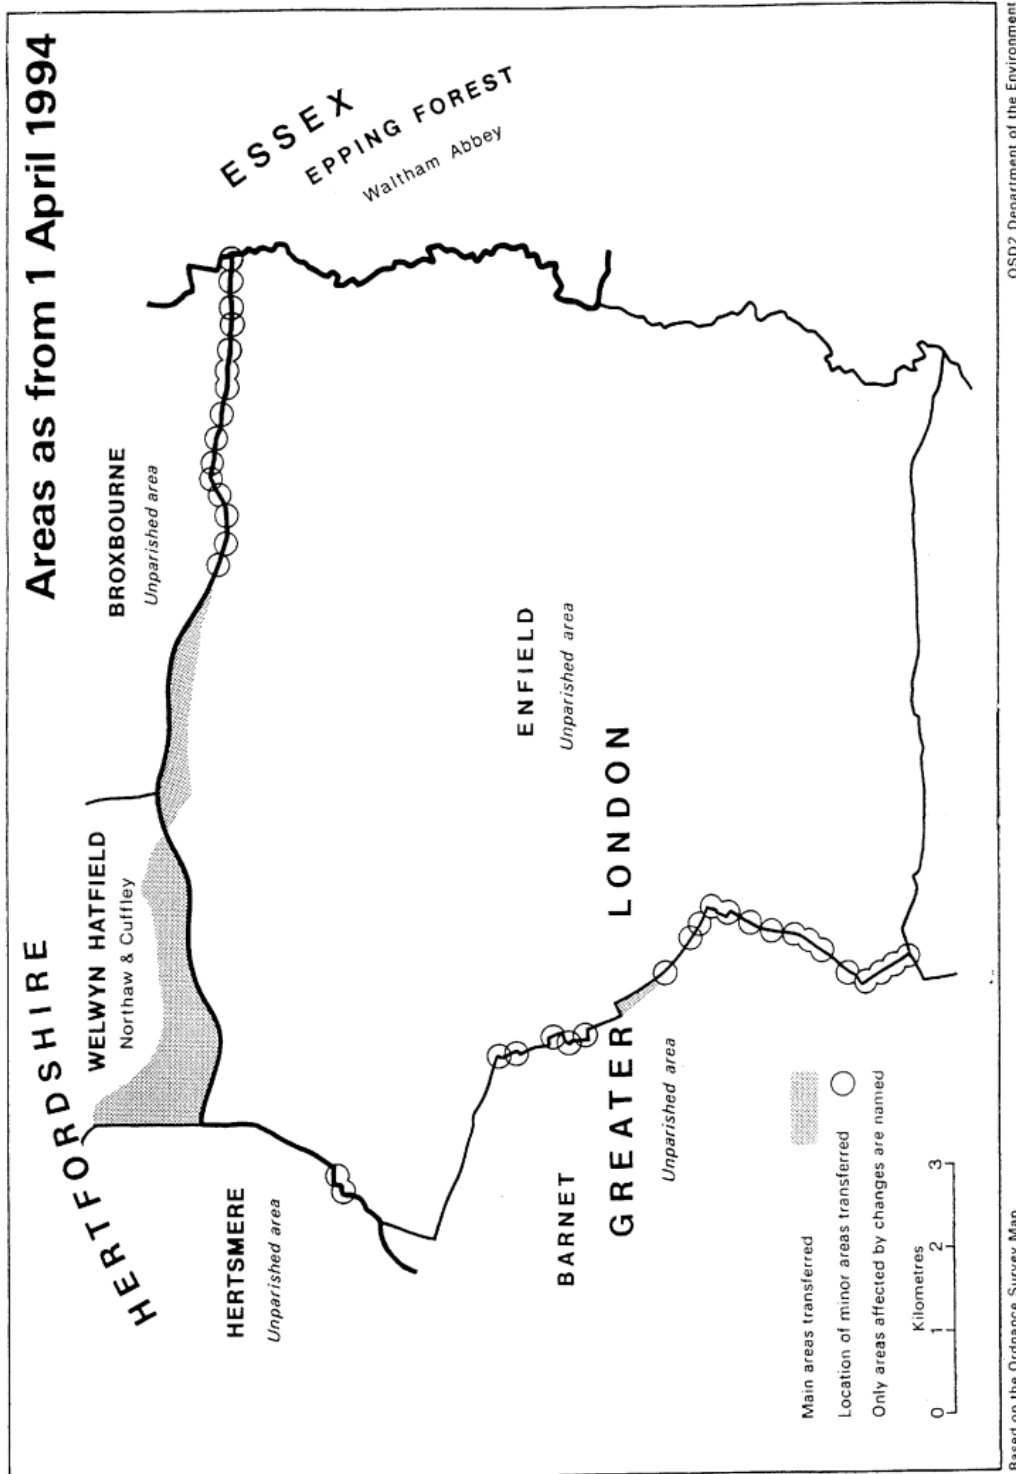 Areas as from 1 April 1994
HERTFORDSHIRE
WELWYN HATFIELD
Northaw & Cuffley
BROXBOURNE
Unparished area
ESSEX
EPPING FOREST
Waltham Abbey
HERTSMERE
Unparished area
ENFIELD
Unparished area
BARNET
GREATER LONDON
Unparished area
Main areas transferred
Location of minor areas transferred
Only areas affected by changes are named
Kilometres
0 1 2 3
Based on the Ordnance Survey Map
OSD2 Department of the Environment